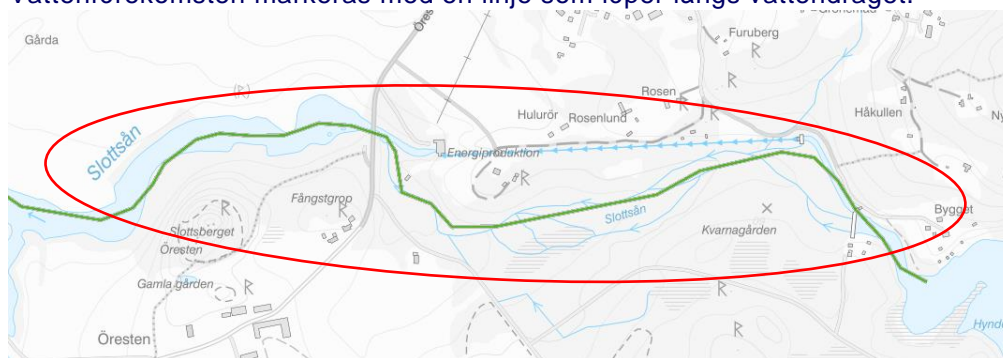 Vattenförekomsten markeras med en linje som löper längs vattendraget.
Gårda
Furuberg
Rosen
Hulurör
Rosenlund
Håkullen
Slottsån
Energiproduktion
Fångstgrop
Slottsån
Kvarnagården
Bygget
Slottsberget
Öresten
Gamla gården
Öresten